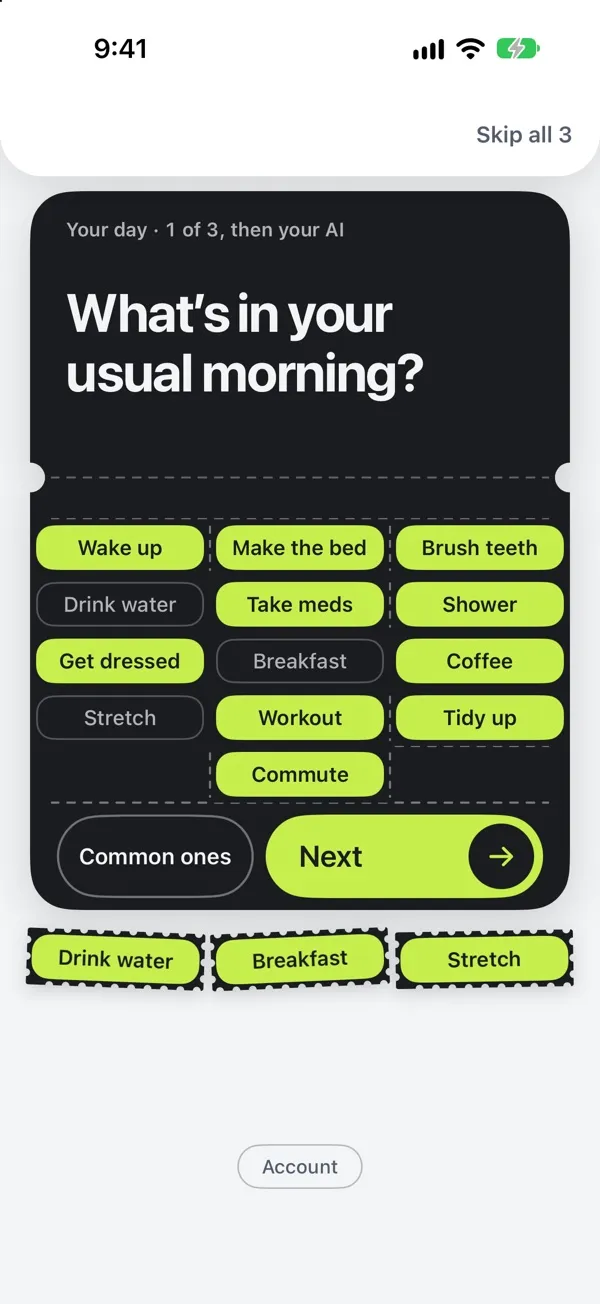 9:41
Skip all 3
Your day · 1 of 3, then your AI
What's in your
usual morning?
Wake up
Make the bed
Brush teeth
Drink water
Take meds
Shower
Get dressed
Breakfast
Coffee
Stretch
Workout
Tidy up
Commute
Common ones
Next
Drink water
Breakfast
Stretch
Account